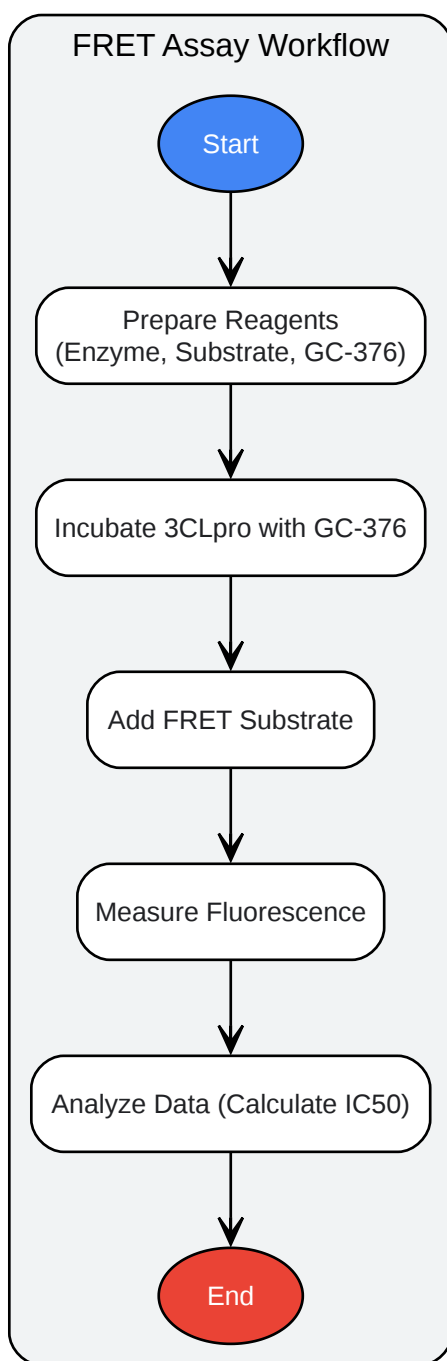 FRET Assay Workflow
Start
Prepare Reagents
(Enzyme, Substrate, GC-376)
Incubate 3CLpro with GC-376
Add FRET Substrate
Measure Fluorescence
Analyze Data (Calculate IC50)
End